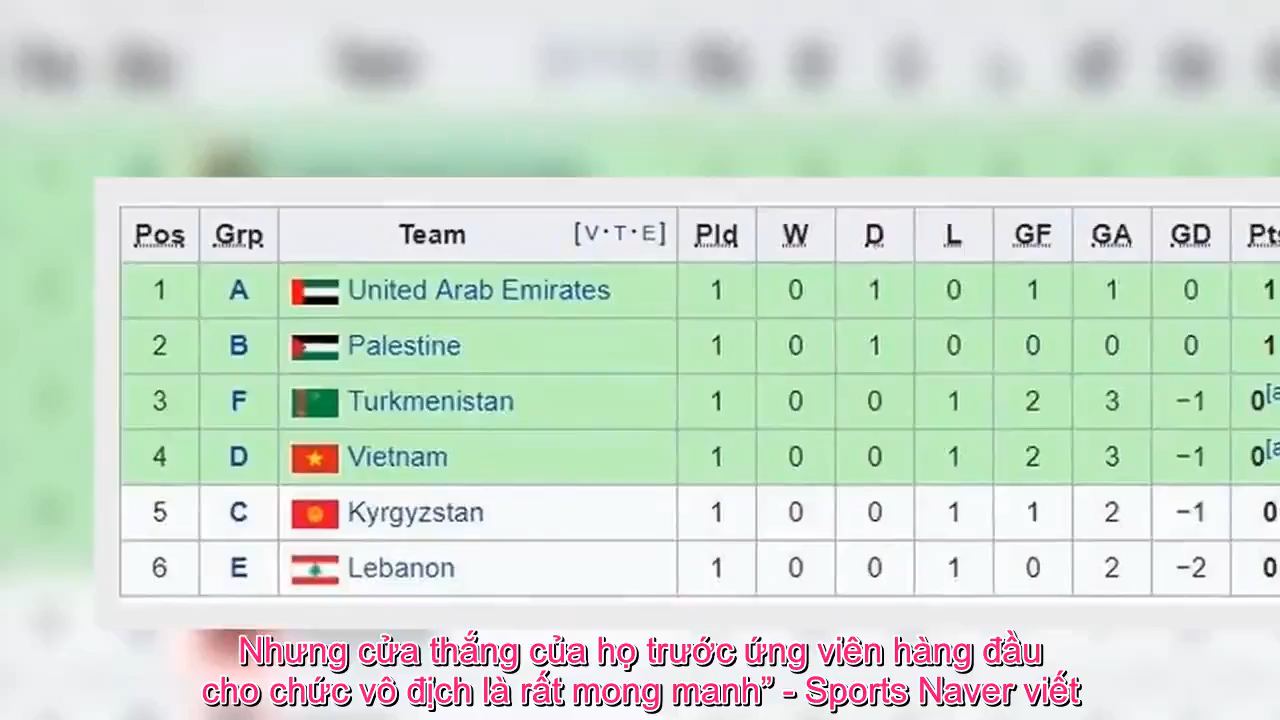 Pos Grp Team [V·T·E] Pld W D L GF GA GD Pts
1 A United Arab Emirates 1 0 1 0 1 1 0 1
2 B Palestine 1 0 1 0 0 0 0 1
3 F Turkmenistan 1 0 0 1 2 3 −1 0[a
4 D Vietnam 1 0 0 1 2 3 −1 0[a
5 C Kyrgyzstan 1 0 0 1 1 2 −1 0
6 E Lebanon 1 0 0 1 0 2 −2 0
Nhưng cửa thắng của họ trước ứng viên hàng đầu
cho chức vô địch là rất mong manh” - Sports Naver viết